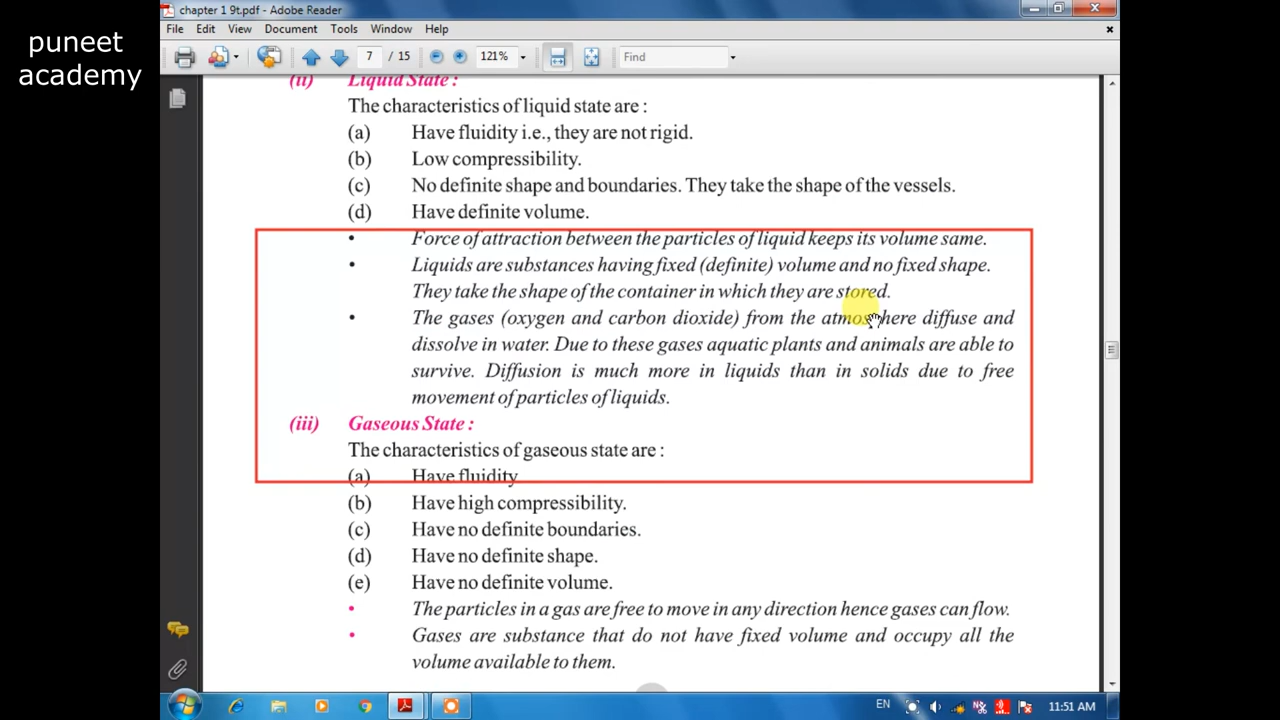 puneet
academy
chapter 1 9t.pdf - Adobe Reader
File Edit View Document Tools Window Help
7 / 15 121% Find
(ii) Liquid State :
The characteristics of liquid state are :
(a) Have fluidity i.e., they are not rigid.
(b) Low compressibility.
(c) No definite shape and boundaries. They take the shape of the vessels.
(d) Have definite volume.
• Force of attraction between the particles of liquid keeps its volume same.
• Liquids are substances having fixed (definite) volume and no fixed shape.
They take the shape of the container in which they are stored.
• The gases (oxygen and carbon dioxide) from the atmosphere diffuse and
dissolve in water. Due to these gases aquatic plants and animals are able to
survive. Diffusion is much more in liquids than in solids due to free
movement of particles of liquids.
(iii) Gaseous State :
The characteristics of gaseous state are :
(a) Have fluidity
(b) Have high compressibility.
(c) Have no definite boundaries.
(d) Have no definite shape.
(e) Have no definite volume.
• The particles in a gas are free to move in any direction hence gases can flow.
• Gases are substance that do not have fixed volume and occupy all the
volume available to them.
EN 11:51 AM